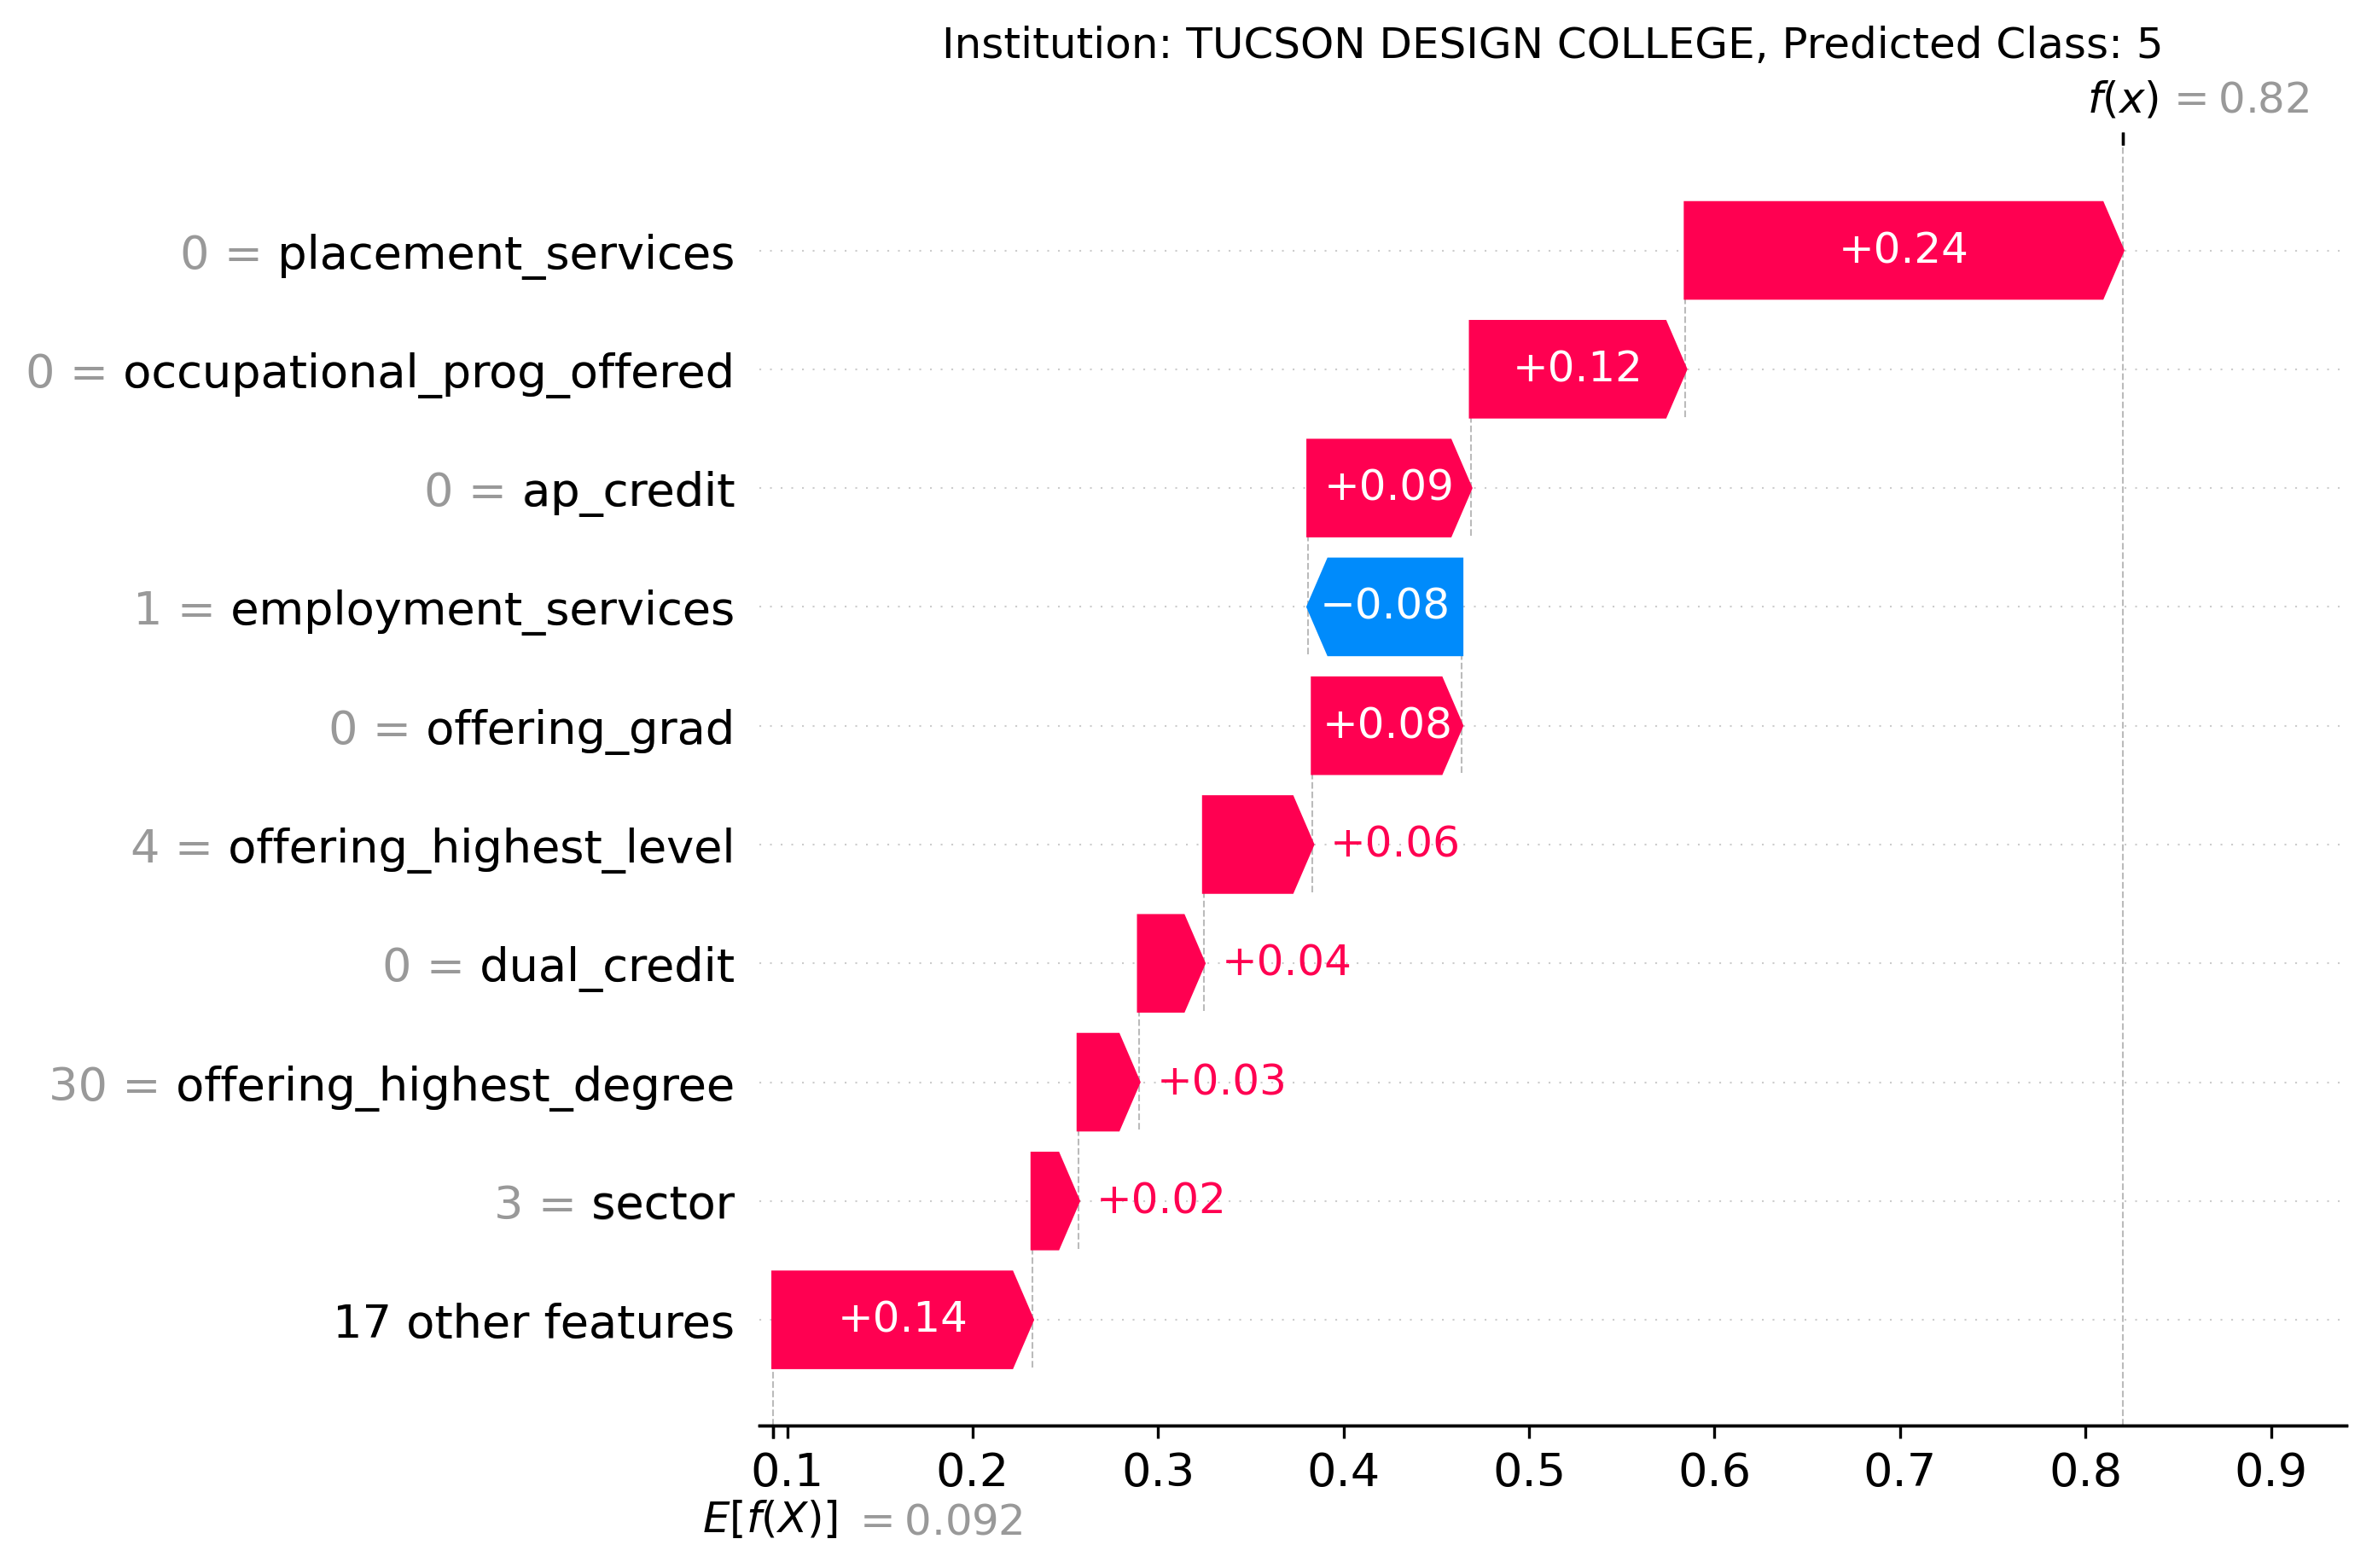 Institution: TUCSON DESIGN COLLEGE, Predicted Class: 5
f(x) = 0.82
0 = placement_services +0.24
0 = occupational_prog_offered +0.12
0 = ap_credit +0.09
1 = employment_services −0.08
0 = offering_grad +0.08
4 = offering_highest_level +0.06
0 = dual_credit +0.04
30 = offering_highest_degree +0.03
3 = sector +0.02
17 other features +0.14
0.1 0.2 0.3 0.4 0.5 0.6 0.7 0.8 0.9
E[f(X)] = 0.092